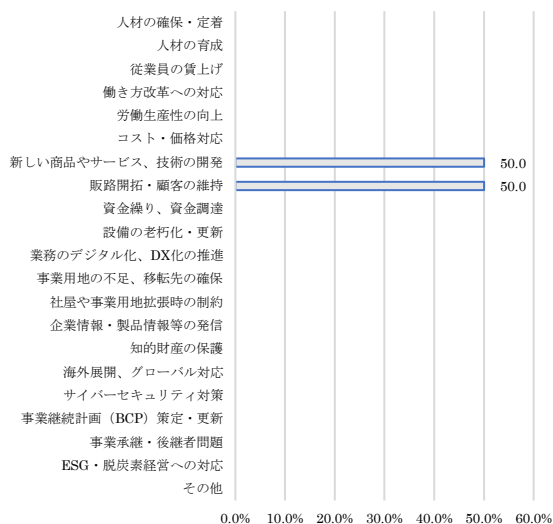 人材の確保・定着
人材の育成
従業員の賃上げ
働き方改革への対応
労働生産性の向上
コスト・価格対応
新しい商品やサービス、技術の開発 50.0
販路開拓・顧客の維持 50.0
資金繰り、資金調達
設備の老朽化・更新
業務のデジタル化、DX化の推進
事業用地の不足、移転先の確保
社屋や事業用地拡張時の制約
企業情報・製品情報等の発信
知的財産の保護
海外展開、グローバル対応
サイバーセキュリティ対策
事業継続計画（BCP）策定・更新
事業承継・後継者問題
ESG・脱炭素経営への対応
その他
0.0% 10.0% 20.0% 30.0% 40.0% 50.0% 60.0%